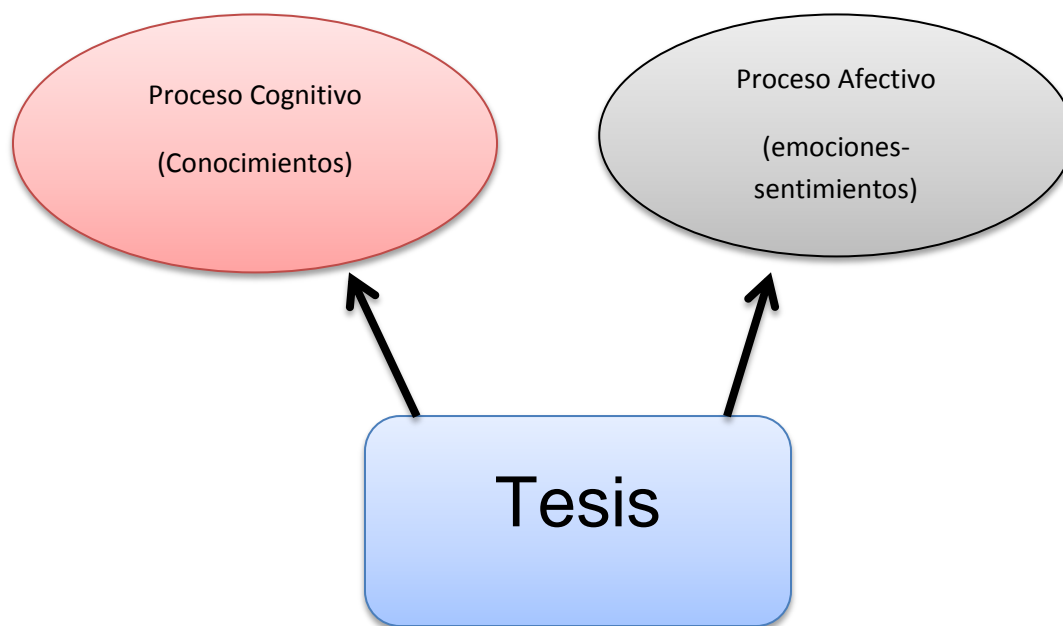 Proceso Cognitivo
(Conocimientos)
Proceso Afectivo
(emociones-
sentimientos)
Tesis